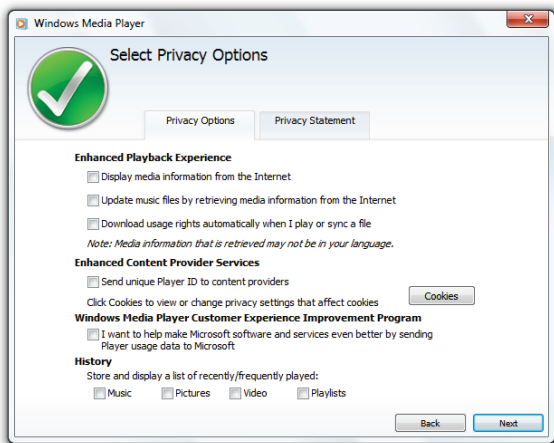 Windows Media Player
Select Privacy Options
Privacy Options
Privacy Statement
Enhanced Playback Experience
Display media information from the Internet
Update music files by retrieving media information from the Internet
Download usage rights automatically when I play or sync a file
Note: Media information that is retrieved may not be in your language.
Enhanced Content Provider Services
Send unique Player ID to content providers
Click Cookies to view or change privacy settings that affect cookies
Cookies
Windows Media Player Customer Experience Improvement Program
I want to help make Microsoft software and services even better by sending
Player usage data to Microsoft
History
Store and display a list of recently/frequently played:
Music Pictures Video Playlists
Back Next